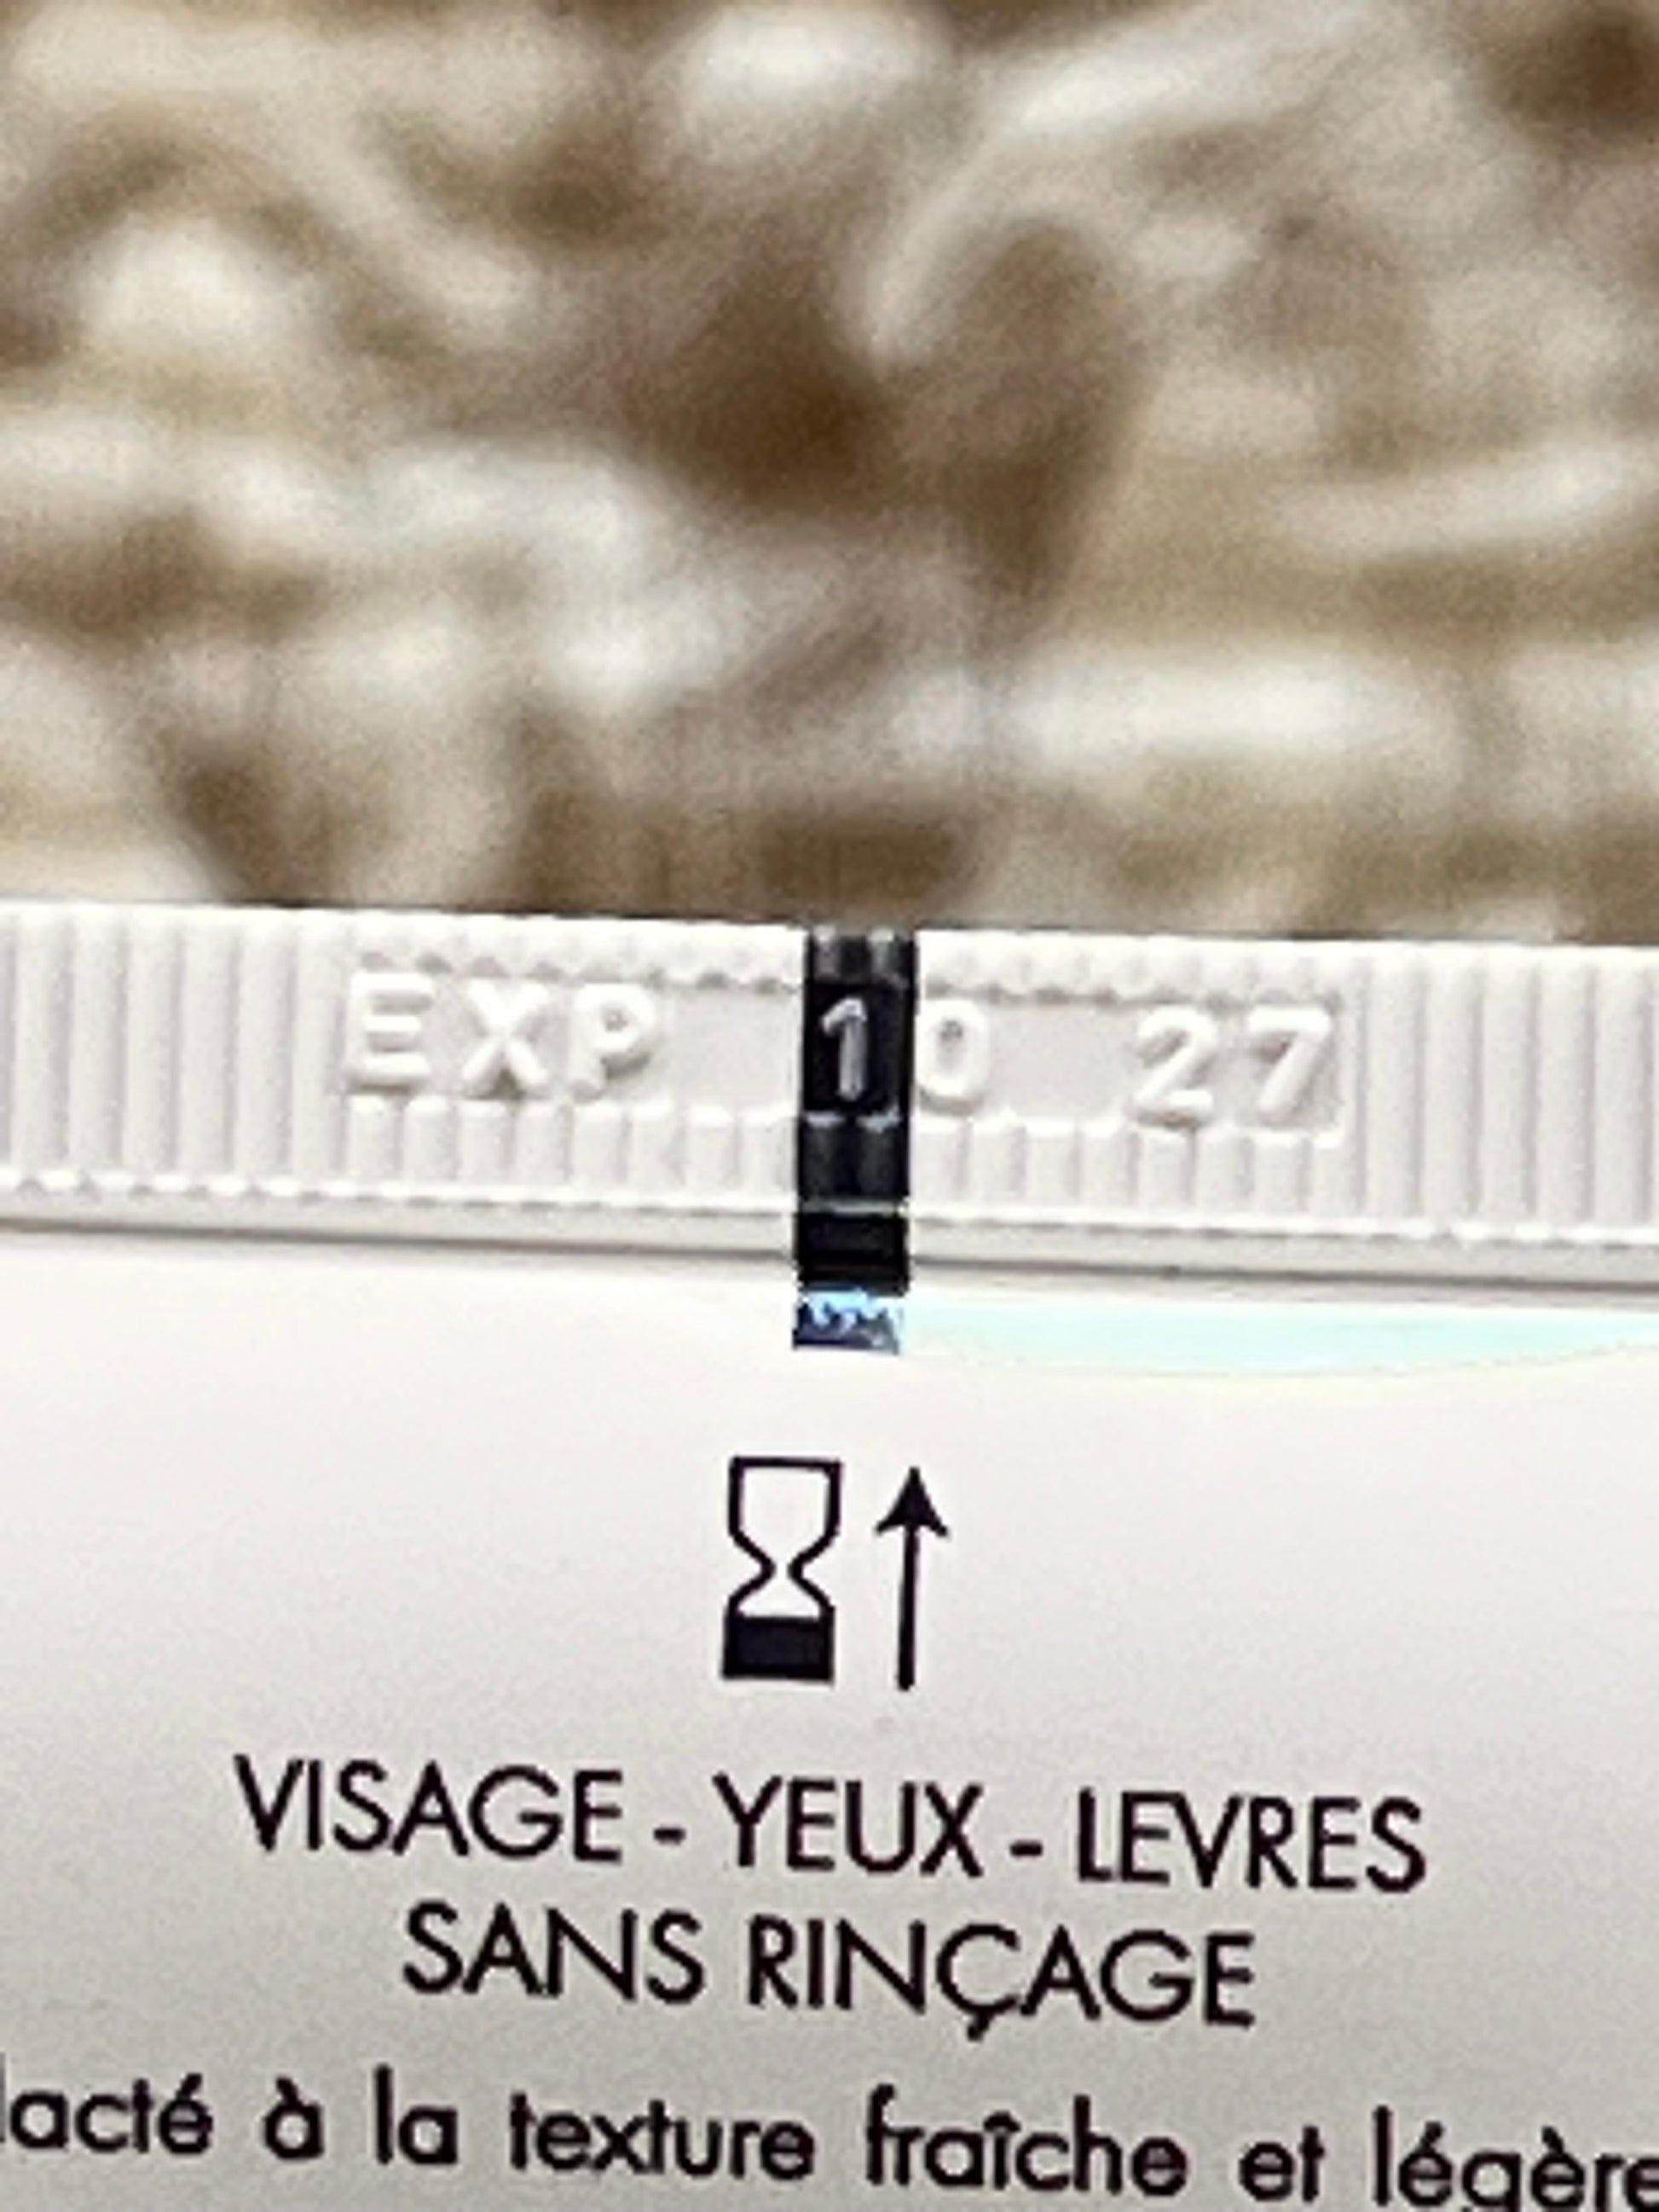 EXP 10 27
VISAGE - YEUX - LEVRES
SANS RINÇAGE
lacté à la texture fraîche et légère